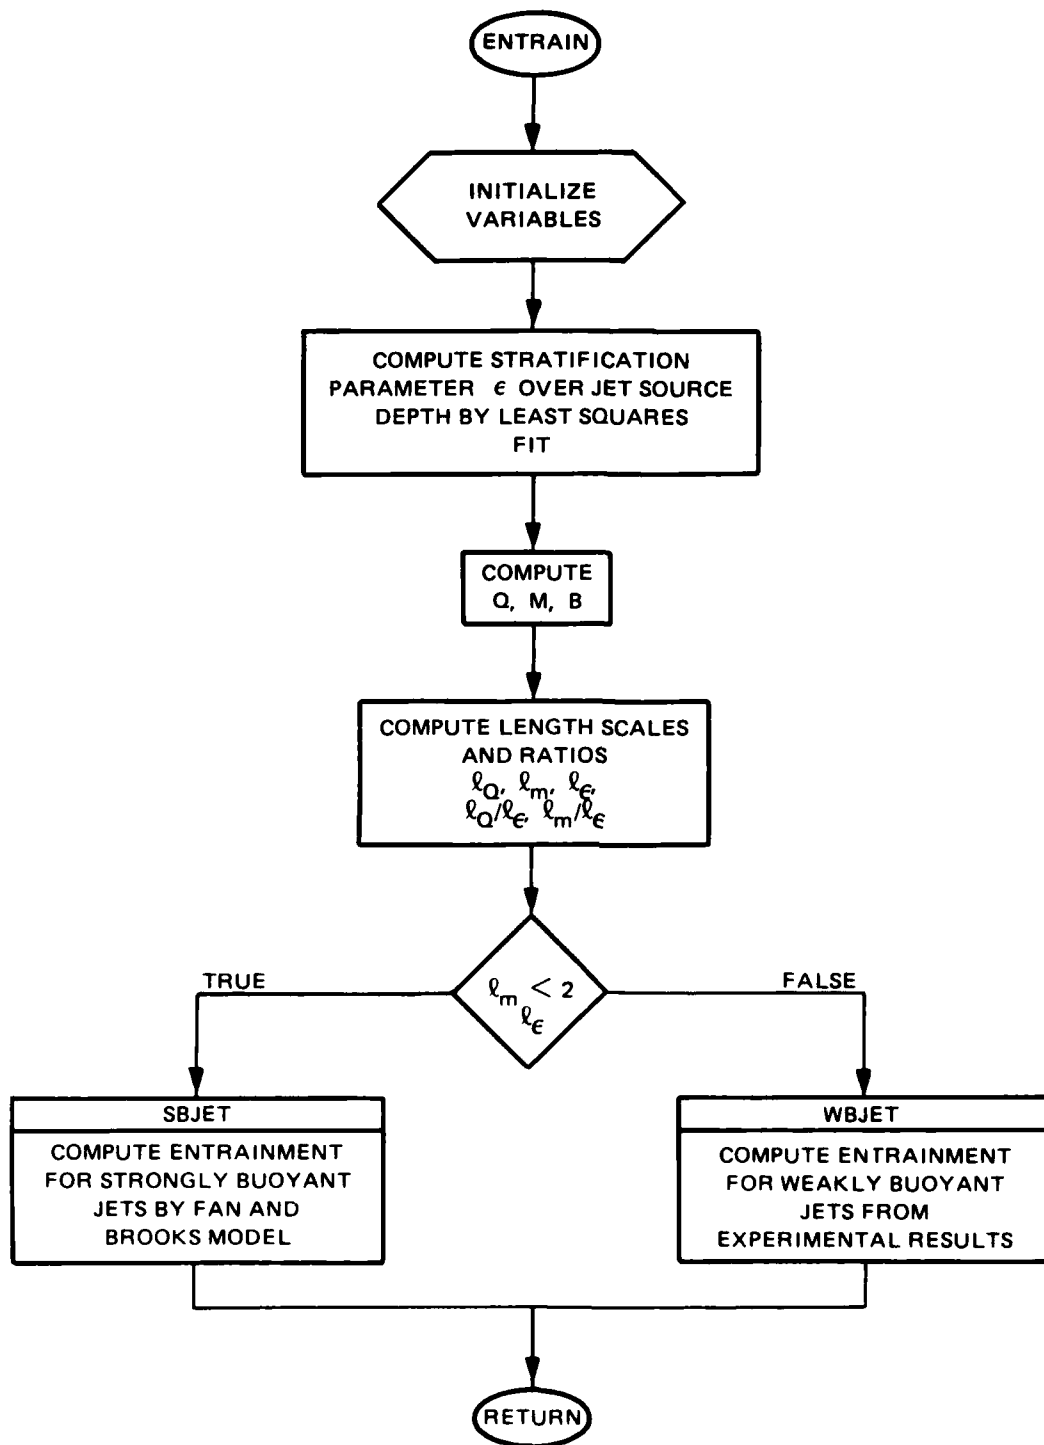 ENTRAIN
INITIALIZE
VARIABLES
COMPUTE STRATIFICATION
PARAMETER ϵ OVER JET SOURCE
DEPTH BY LEAST SQUARES
FIT
COMPUTE
Q, M, B
COMPUTE LENGTH SCALES
AND RATIOS
ℓQ, ℓm, ℓϵ,
ℓQ/ℓϵ, ℓm/ℓϵ
TRUE
FALSE
ℓm < 2
ℓϵ
SBJET
COMPUTE ENTRAINMENT
FOR STRONGLY BUOYANT
JETS BY FAN AND
BROOKS MODEL
WBJET
COMPUTE ENTRAINMENT
FOR WEAKLY BUOYANT
JETS FROM
EXPERIMENTAL RESULTS
RETURN